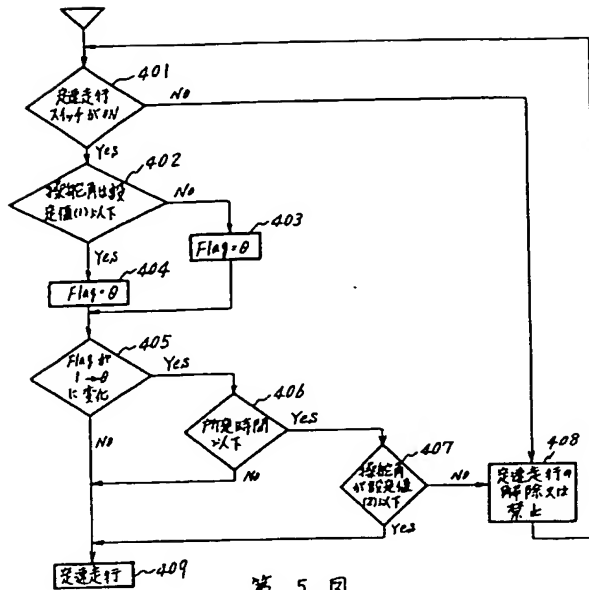 401
定速走行
スイッチがON
NO
Yes
402
操舵角は設
定値(1)以下
NO
403
Yes
Flag=0
404
Flag=0
405
Flagが
1→0
に変化
Yes
406
所定時間
以下
Yes
407
NO
NO
操舵角
が設定値
(2)以下
NO
408
定速走行の
解除又は
禁止
Yes
定速走行
409
第5図